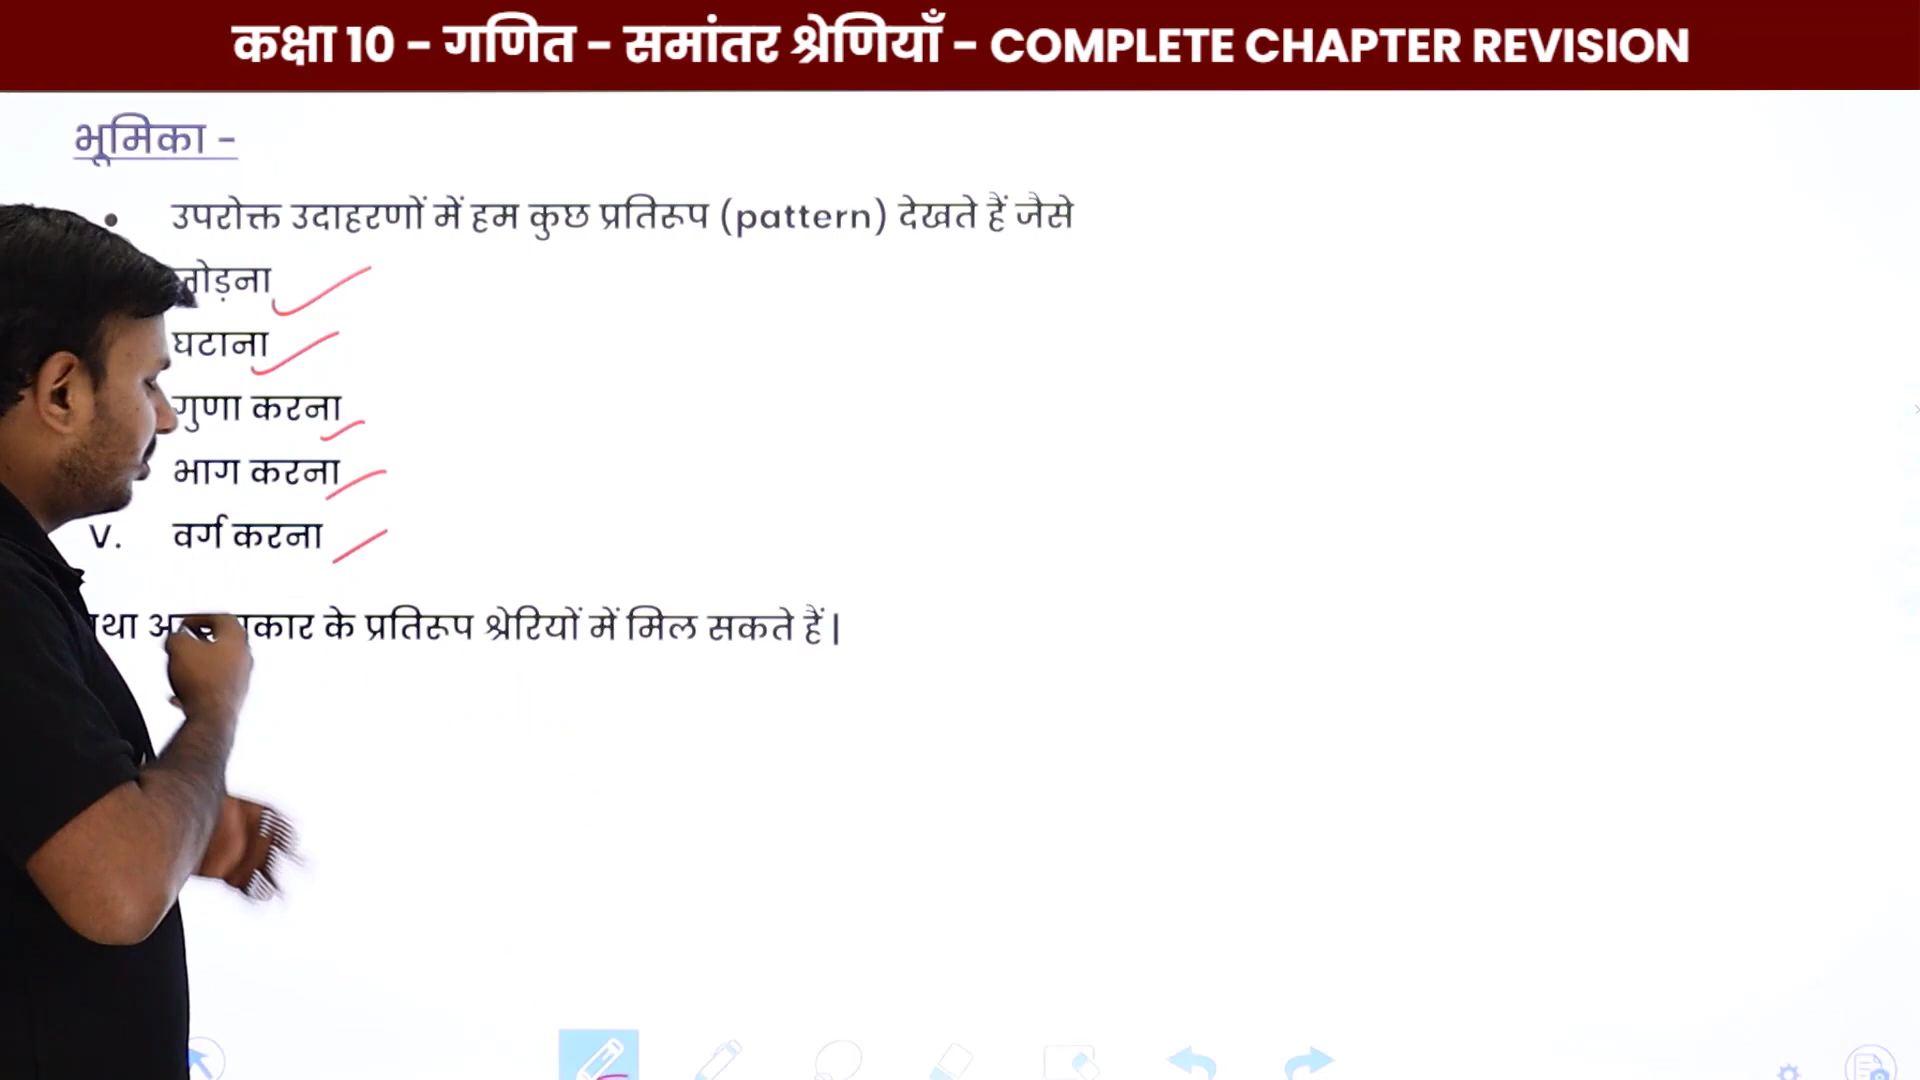 कक्षा 10 - गणित - समांतर श्रेणियाँ - COMPLETE CHAPTER REVISION
भूमिका -
• उपरोक्त उदाहरणों में हम कुछ प्रतिरूप (pattern) देखते हैं जैसे
घटाना
गुणा करना
भाग करना
V. वर्ग करना
के प्रतिरूप श्रेरियों में मिल सकते हैं |